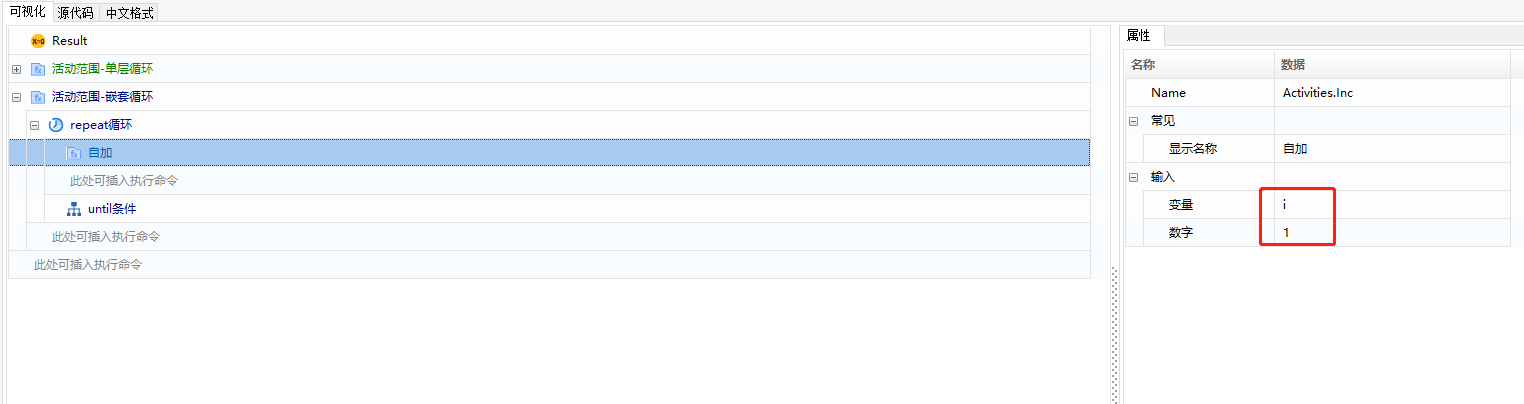 可视化 源代码 中文格式
X=0 Result
fx 活动范围-单层循环
fx 活动范围-嵌套循环
repeat循环
fx 自加
此处可插入执行命令
until条件
此处可插入执行命令
此处可插入执行命令
属性
名称 数据
Name Activities.Inc
常见
显示名称 自加
输入
变量 i
数字 1